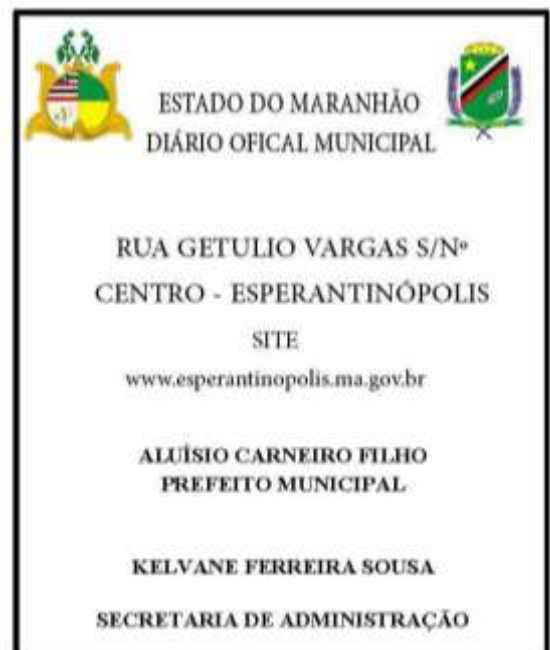 ESTADO DO MARANHÃO
DIÁRIO OFICAL MUNICIPAL
RUA GETULIO VARGAS S/Nº
CENTRO - ESPERANTINÓPOLIS
SITE
www.esperantinopolis.ma.gov.br
ALUÍSIO CARNEIRO FILHO
PREFEITO MUNICIPAL
KELVANE FERREIRA SOUSA
SECRETARIA DE ADMINISTRAÇÃO